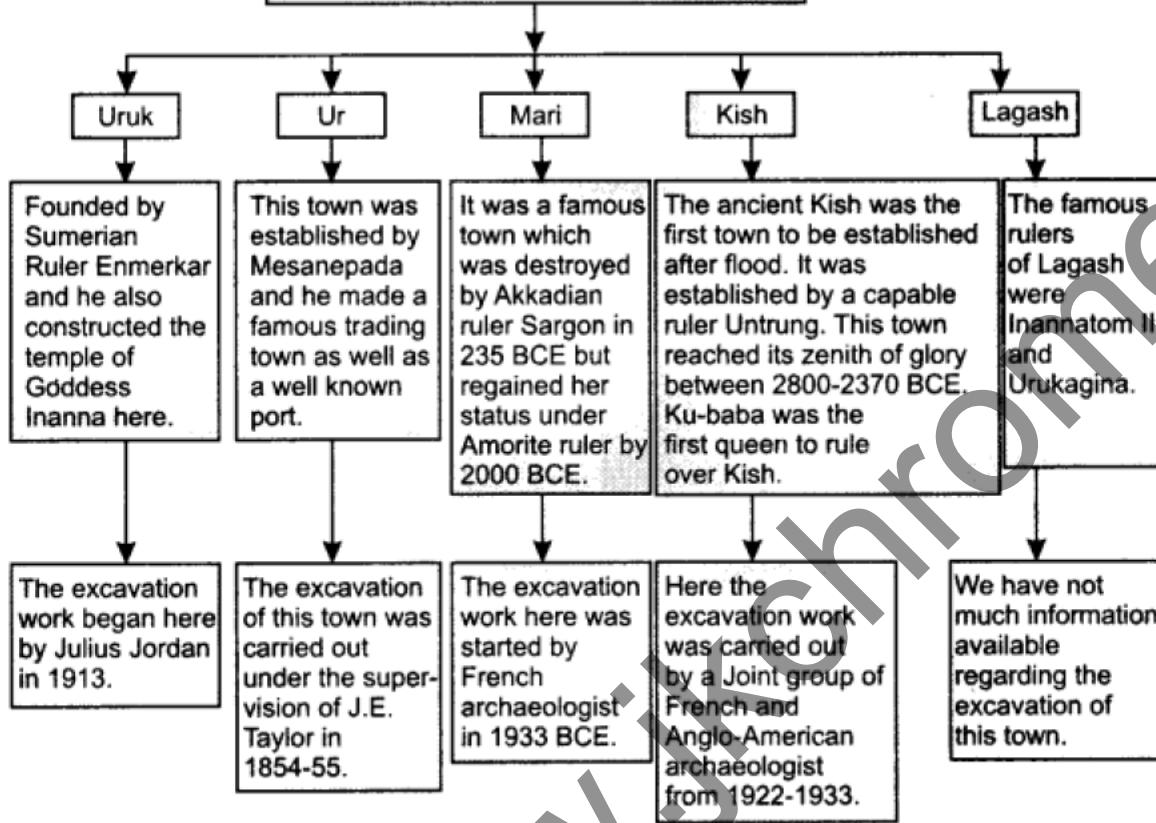 Uruk
Ur
Mari
Kish
Lagash
Founded by
Sumerian
Ruler Enmerkar
and he also
constructed the
temple of
Goddess
Inanna here.
This town was
established by
Mesanepada
and he made a
famous trading
town as well as
a well known
port.
It was a famous
town which
was destroyed
by Akkadian
ruler Sargon in
235 BCE but
regained her
status under
Amorite ruler by
2000 BCE.
The ancient Kish was the
first town to be established
after flood. It was
established by a capable
ruler Untrung. This town
reached its zenith of glory
between 2800-2370 BCE.
Ku-baba was the
first queen to rule
over Kish.
The famous
rulers
of Lagash
were
Inannatom II
and
Urukagina.
The excavation
work began here
by Julius Jordan
in 1913.
The excavation
of this town was
carried out
under the super-
vision of J.E.
Taylor in
1854-55.
The excavation
work here was
started by
French
archaeologist
in 1933 BCE.
Here the
excavation work
was carried out
by a Joint group of
French and
Anglo-American
archaeologist
from 1922-1933.
We have not
much information
available
regarding the
excavation of
this town.
.jkchrome